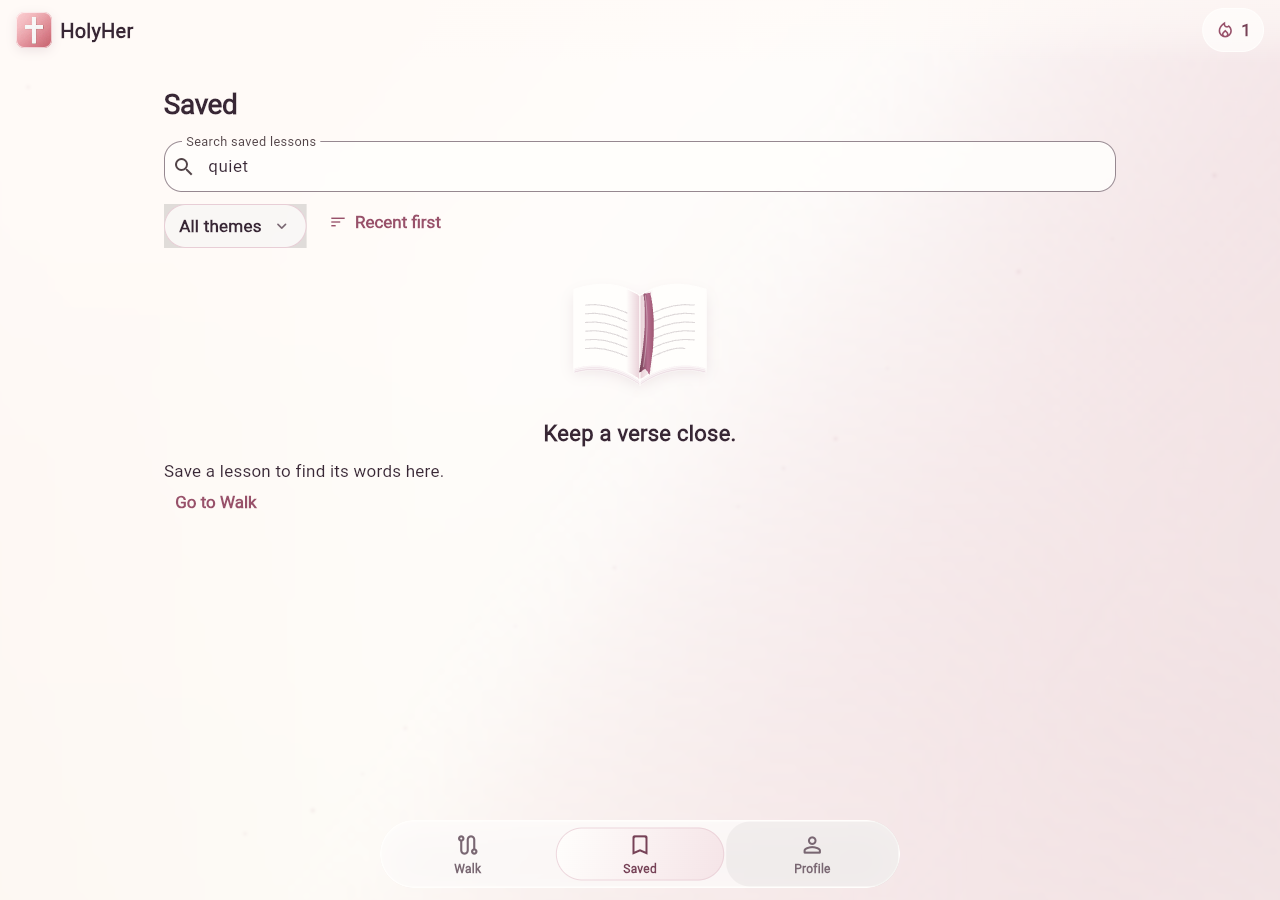 HolyHer
1
Saved
Search saved lessons
quiet
All themes
Recent first
Keep a verse close.
Save a lesson to find its words here.
Go to Walk
Walk
Saved
Profile